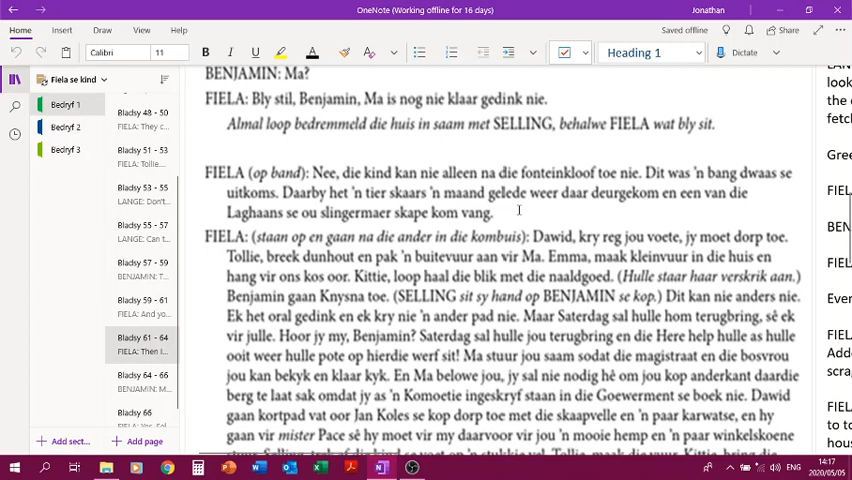 OneNote (Working offline for 16 days)
Jonathan
Home
Insert
Draw
View
Help
Saved offline
Share
Calibri
11
B
I
U
A
Heading 1
Dictate
Fiela se kind
Bedryf 1
Bedryf 2
Bedryf 3
Bladsy 48 - 50
FIELA: They c...
Bladsy 51 - 53
FIELA: Tollie...
Bladsy 53 - 55
LANGE: Don't...
Bladsy 55 - 57
LANGE: Can t...
Bladsy 57 - 59
BENJAMIN: T...
Bladsy 59 - 61
FIELA: And yo...
Bladsy 61 - 64
FIELA: Then I...
Bladsy 64 - 66
BENJAMIN: M...
Bladsy 66
Add sect...
Add page
BENJAMIN: Ma?
FIELA: Bly stil, Benjamin, Ma is nog nie klaar gedink nie.
Almal loop bedremmeld die huis in saam met SELLING, behalwe FIELA wat bly sit.
FIELA (op band): Nee, die kind kan nie alleen na die fonteinkloof toe nie. Dit was 'n bang dwaas se
uitkoms. Daarby het 'n tier skaars 'n maand gelede weer daar deurgekom en een van die
Laghaans se ou slingermaer skape kom vang.
FIELA: (staan op en gaan na die ander in die kombuis): Dawid, kry reg jou voete, jy moet dorp toe.
Tollie, breek dunhout en pak 'n buitevuur aan vir Ma. Emma, maak kleinvuur in die huis en
hang vir ons kos oor. Kittie, loop haal die blik met die naaldgoed. (Hulle staar haar verskrik aan.)
Benjamin gaan Knysna toe. (SELLING sit sy hand op BENJAMIN se kop.) Dit kan nie anders nie.
Ek het oral gedink en ek kry nie 'n ander pad nie. Maar Saterdag sal hulle hom terugbring, sê ek
vir julle. Hoor jy my, Benjamin? Saterdag sal hulle jou terugbring en die Here help hulle as hulle
ooit weer hulle pote op hierdie werf sit! Ma stuur jou saam sodat die magistraat en die bosvrou
jou kan bekyk en klaar kyk. En Ma belowe jou, jy sal nie nodig hê om jou kop anderkant daardie
berg te laat sak omdat jy as 'n Komoetie ingeskryf staan in die Goewerment se boek nie. Dawid
gaan kortpad vat oor Jan Koles se kop dorp toe met die skaapvelle en 'n paar karwatse, en hy
gaan vir mister Pace sê hy moet vir my daarvoor vir jou 'n mooie hemp en 'n paar winkelskoene
LAN
look
the
fetch
Gree
FIEL
BEN
FIEL
Ever
FIEL
Adde
scra
FIEL
to to
hous
ENG
14:17
2020/05/05